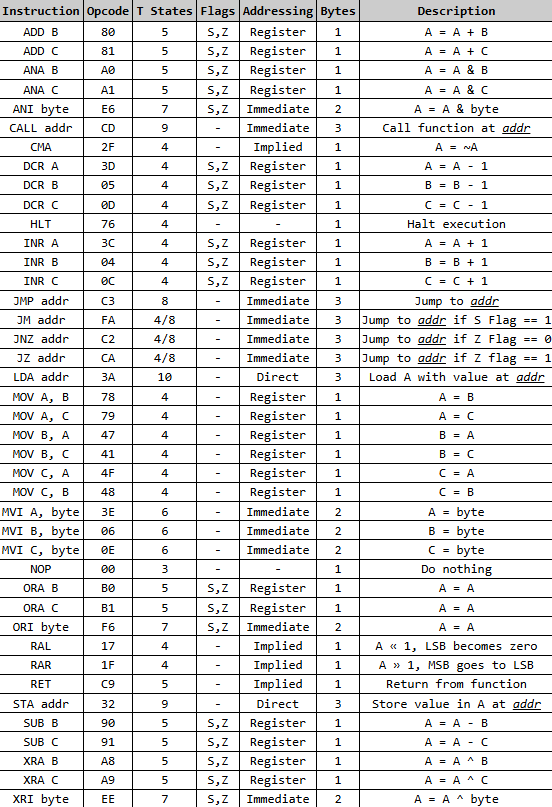 Instruction Opcode T States Flags Addressing Bytes Description
ADD B 80 5 S,Z Register 1 A = A + B
ADD C 81 5 S,Z Register 1 A = A + C
ANA B A0 5 S,Z Register 1 A = A & B
ANA C A1 5 S,Z Register 1 A = A & C
ANI byte E6 7 S,Z Immediate 2 A = A & byte
CALL addr CD 9 - Immediate 3 Call function at addr
CMA 2F 4 - Implied 1 A = ~A
DCR A 3D 4 S,Z Register 1 A = A - 1
DCR B 05 4 S,Z Register 1 B = B - 1
DCR C 0D 4 S,Z Register 1 C = C - 1
HLT 76 4 - - 1 Halt execution
INR A 3C 4 S,Z Register 1 A = A + 1
INR B 04 4 S,Z Register 1 B = B + 1
INR C 0C 4 S,Z Register 1 C = C + 1
JMP addr C3 8 - Immediate 3 Jump to addr
JM addr FA 4/8 - Immediate 3 Jump to addr if S Flag == 1
JNZ addr C2 4/8 - Immediate 3 Jump to addr if Z Flag == 0
JZ addr CA 4/8 - Immediate 3 Jump to addr if Z flag == 1
LDA addr 3A 10 - Direct 3 Load A with value at addr
MOV A, B 78 4 - Register 1 A = B
MOV A, C 79 4 - Register 1 A = C
MOV B, A 47 4 - Register 1 B = A
MOV B, C 41 4 - Register 1 B = C
MOV C, A 4F 4 - Register 1 C = A
MOV C, B 48 4 - Register 1 C = B
MVI A, byte 3E 6 - Immediate 2 A = byte
MVI B, byte 06 6 - Immediate 2 B = byte
MVI C, byte 0E 6 - Immediate 2 C = byte
NOP 00 3 - - 1 Do nothing
ORA B B0 5 S,Z Register 1 A = A
ORA C B1 5 S,Z Register 1 A = A
ORI byte F6 7 S,Z Immediate 2 A = A
RAL 17 4 - Implied 1 A « 1, LSB becomes zero
RAR 1F 4 - Implied 1 A » 1, MSB goes to LSB
RET C9 5 - Implied 1 Return from function
STA addr 32 9 - Direct 3 Store value in A at addr
SUB B 90 5 S,Z Register 1 A = A - B
SUB C 91 5 S,Z Register 1 A = A - C
XRA B A8 5 S,Z Register 1 A = A ^ B
XRA C A9 5 S,Z Register 1 A = A ^ C
XRI byte EE 7 S,Z Immediate 2 A = A ^ byte